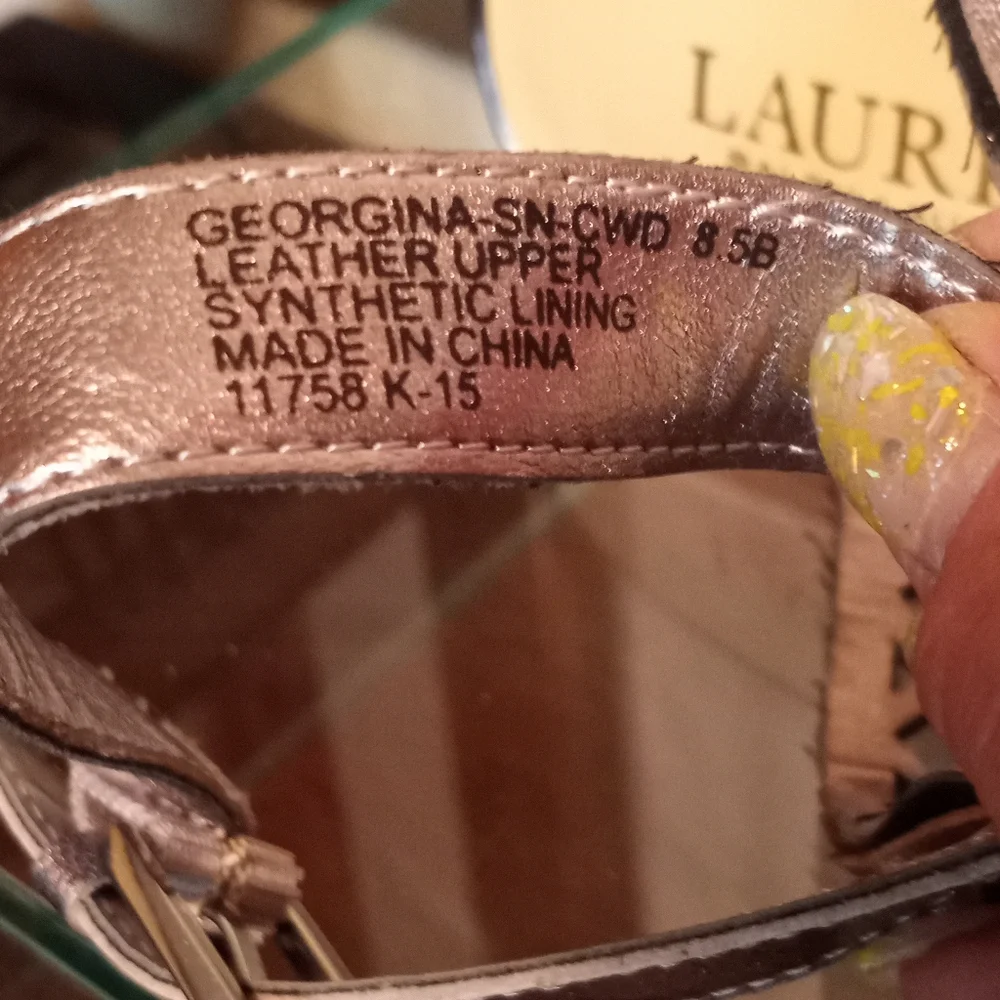 LAUR
GEORGINA-SN-CWD 8.5B
LEATHER UPPER
SYNTHETIC LINING
MADE IN CHINA
11758 K-15